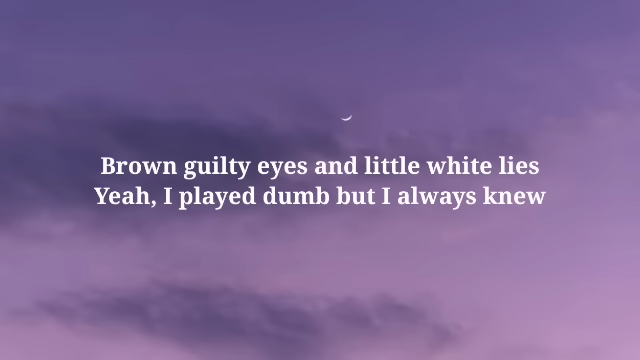 Brown guilty eyes and little white lies
Yeah, I played dumb but I always knew